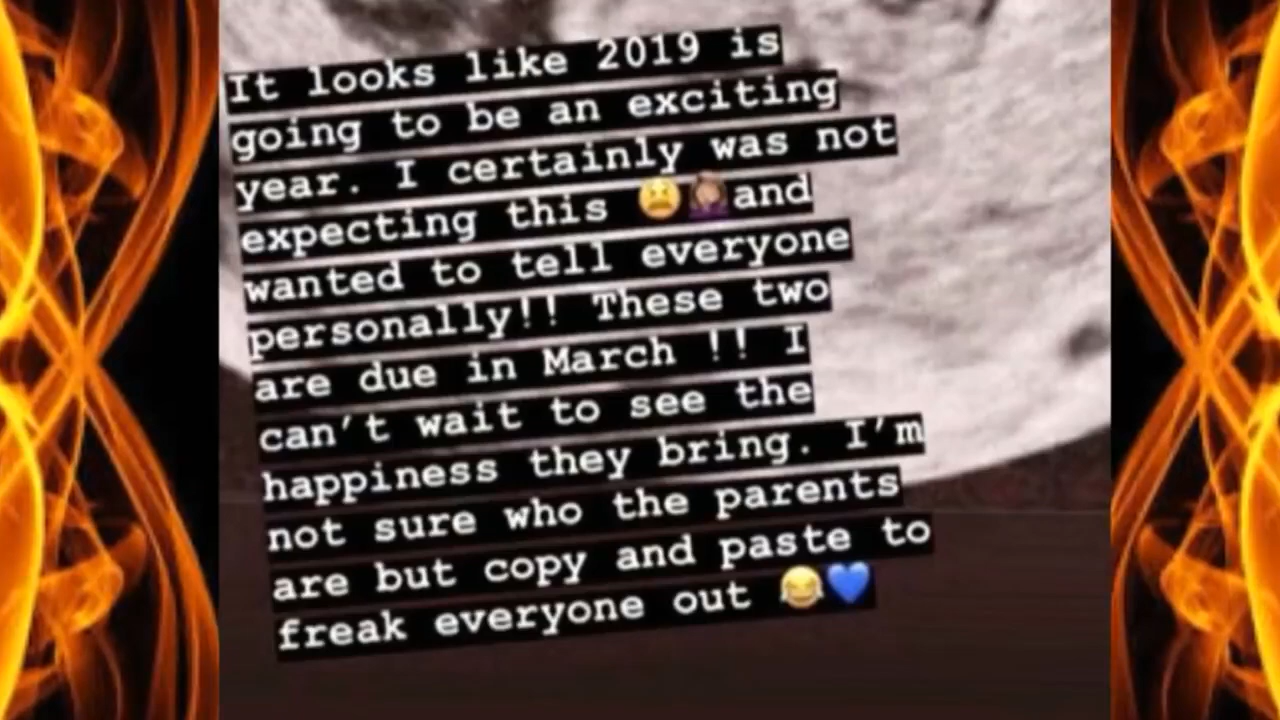 It looks like 2019 is
going to be an exciting
year. I certainly was not
expecting this 😫🤦🏽‍♀️and
wanted to tell everyone
personally!! These two
are due in March !! I
can't wait to see the
happiness they bring. I'm
not sure who the parents
are but copy and paste to
freak everyone out 😂💙